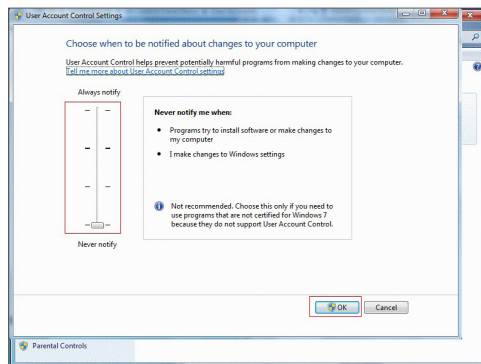 User Account Control Settings
Choose when to be notified about changes to your computer
User Account Control helps prevent potentially harmful programs from making changes to your computer.
Tell me more about User Account Control settings
Always notify
Never notify me when:
Programs try to install software or make changes to
my computer
I make changes to Windows settings
Not recommended. Choose this only if you need to
use programs that are not certified for Windows 7
because they do not support User Account Control.
Never notify
OK
Cancel
Parental Controls